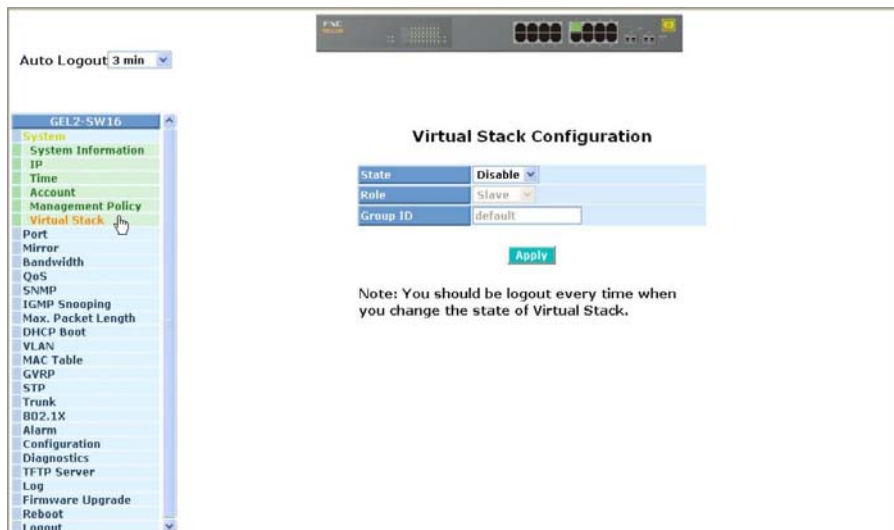 FXC
Auto Logout 3 min
GEL2-SW16
System
System Information
IP
Time
Account
Management Policy
Virtual Stack
Port
Mirror
Bandwidth
QoS
SNMP
IGMP Snooping
Max. Packet Length
DHCP Boot
VLAN
MAC Table
GVRP
STP
Trunk
802.1X
Alarm
Configuration
Diagnostics
TFTP Server
Log
Firmware Upgrade
Reboot
Logout
Virtual Stack Configuration
State Disable
Role Slave
Group ID default
Apply
Note: You should be logout every time when
you change the state of Virtual Stack.